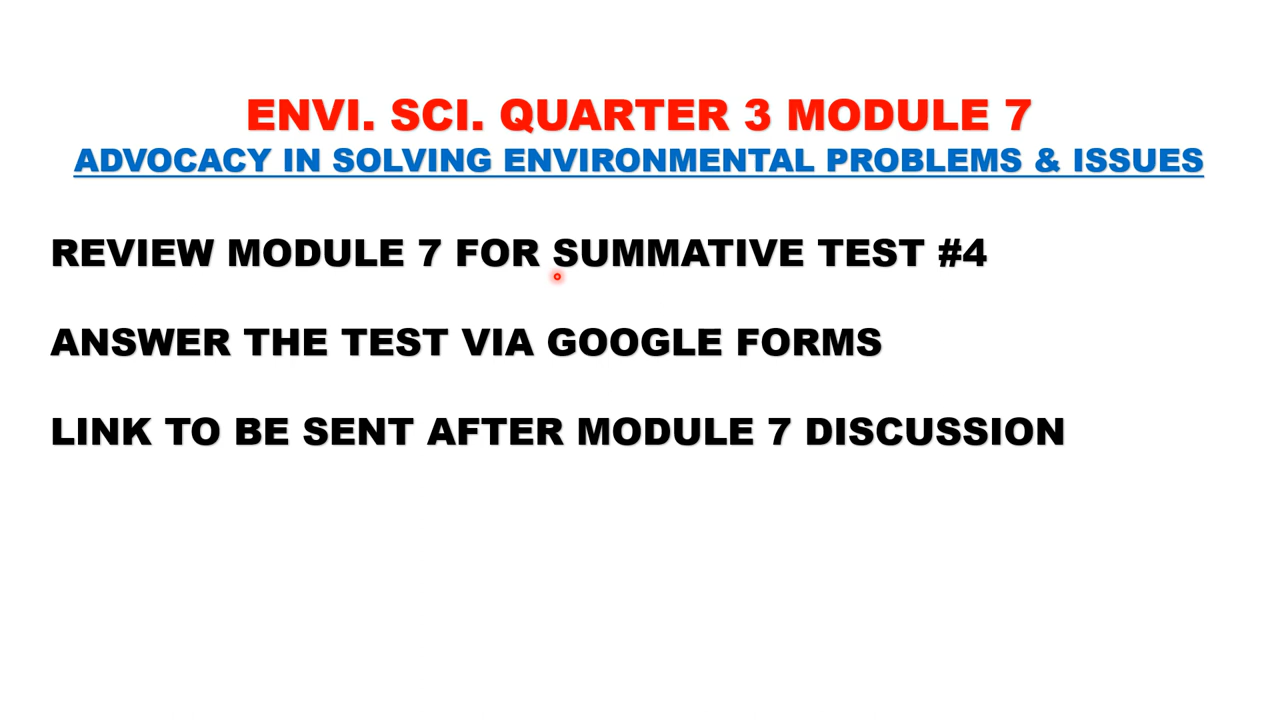 ENVI. SCI. QUARTER 3 MODULE 7
ADVOCACY IN SOLVING ENVIRONMENTAL PROBLEMS & ISSUES
REVIEW MODULE 7 FOR SUMMATIVE TEST #4
ANSWER THE TEST VIA GOOGLE FORMS
LINK TO BE SENT AFTER MODULE 7 DISCUSSION